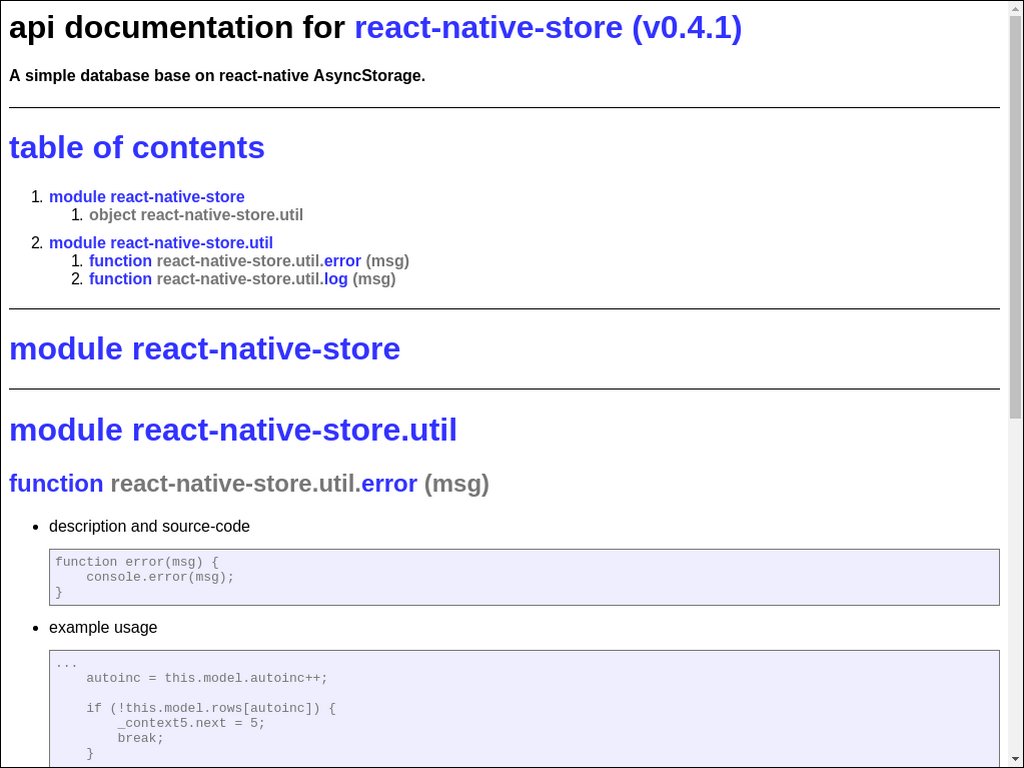 api documentation for react-native-store (v0.4.1)
A simple database base on react-native AsyncStorage.
table of contents
1. module react-native-store
1. object react-native-store.util
2. module react-native-store.util
1. function react-native-store.util.error (msg)
2. function react-native-store.util.log (msg)
module react-native-store
module react-native-store.util
function react-native-store.util.error (msg)
• description and source-code
function error(msg) {
    console.error(msg);
}
• example usage
...
    autoinc = this.model.autoinc++;
    if (!this.model.rows[autoinc]) {
        _context5.next = 5;
        break;
    }